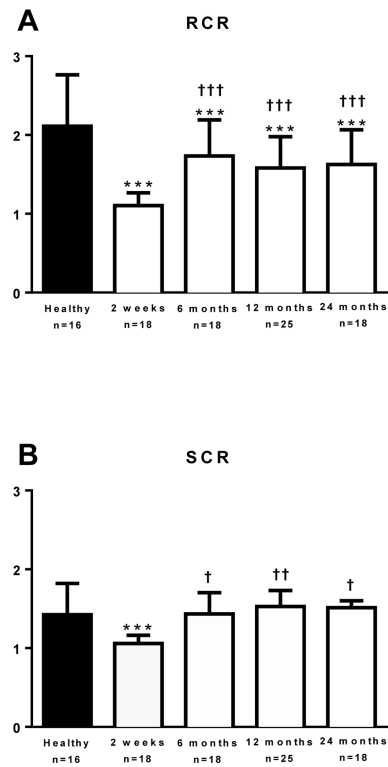 A
RCR
3
2
1
0
***
†††
***
†††
***
†††
***
Healthy 2 weeks 6 months 12 months 24 months
n=16 n=18 n=18 n=25 n=18
B
SCR
3
2
1
0
***
†
††
†
Healthy 2 weeks 6 months 12 months 24 months
n=16 n=18 n=18 n=25 n=18